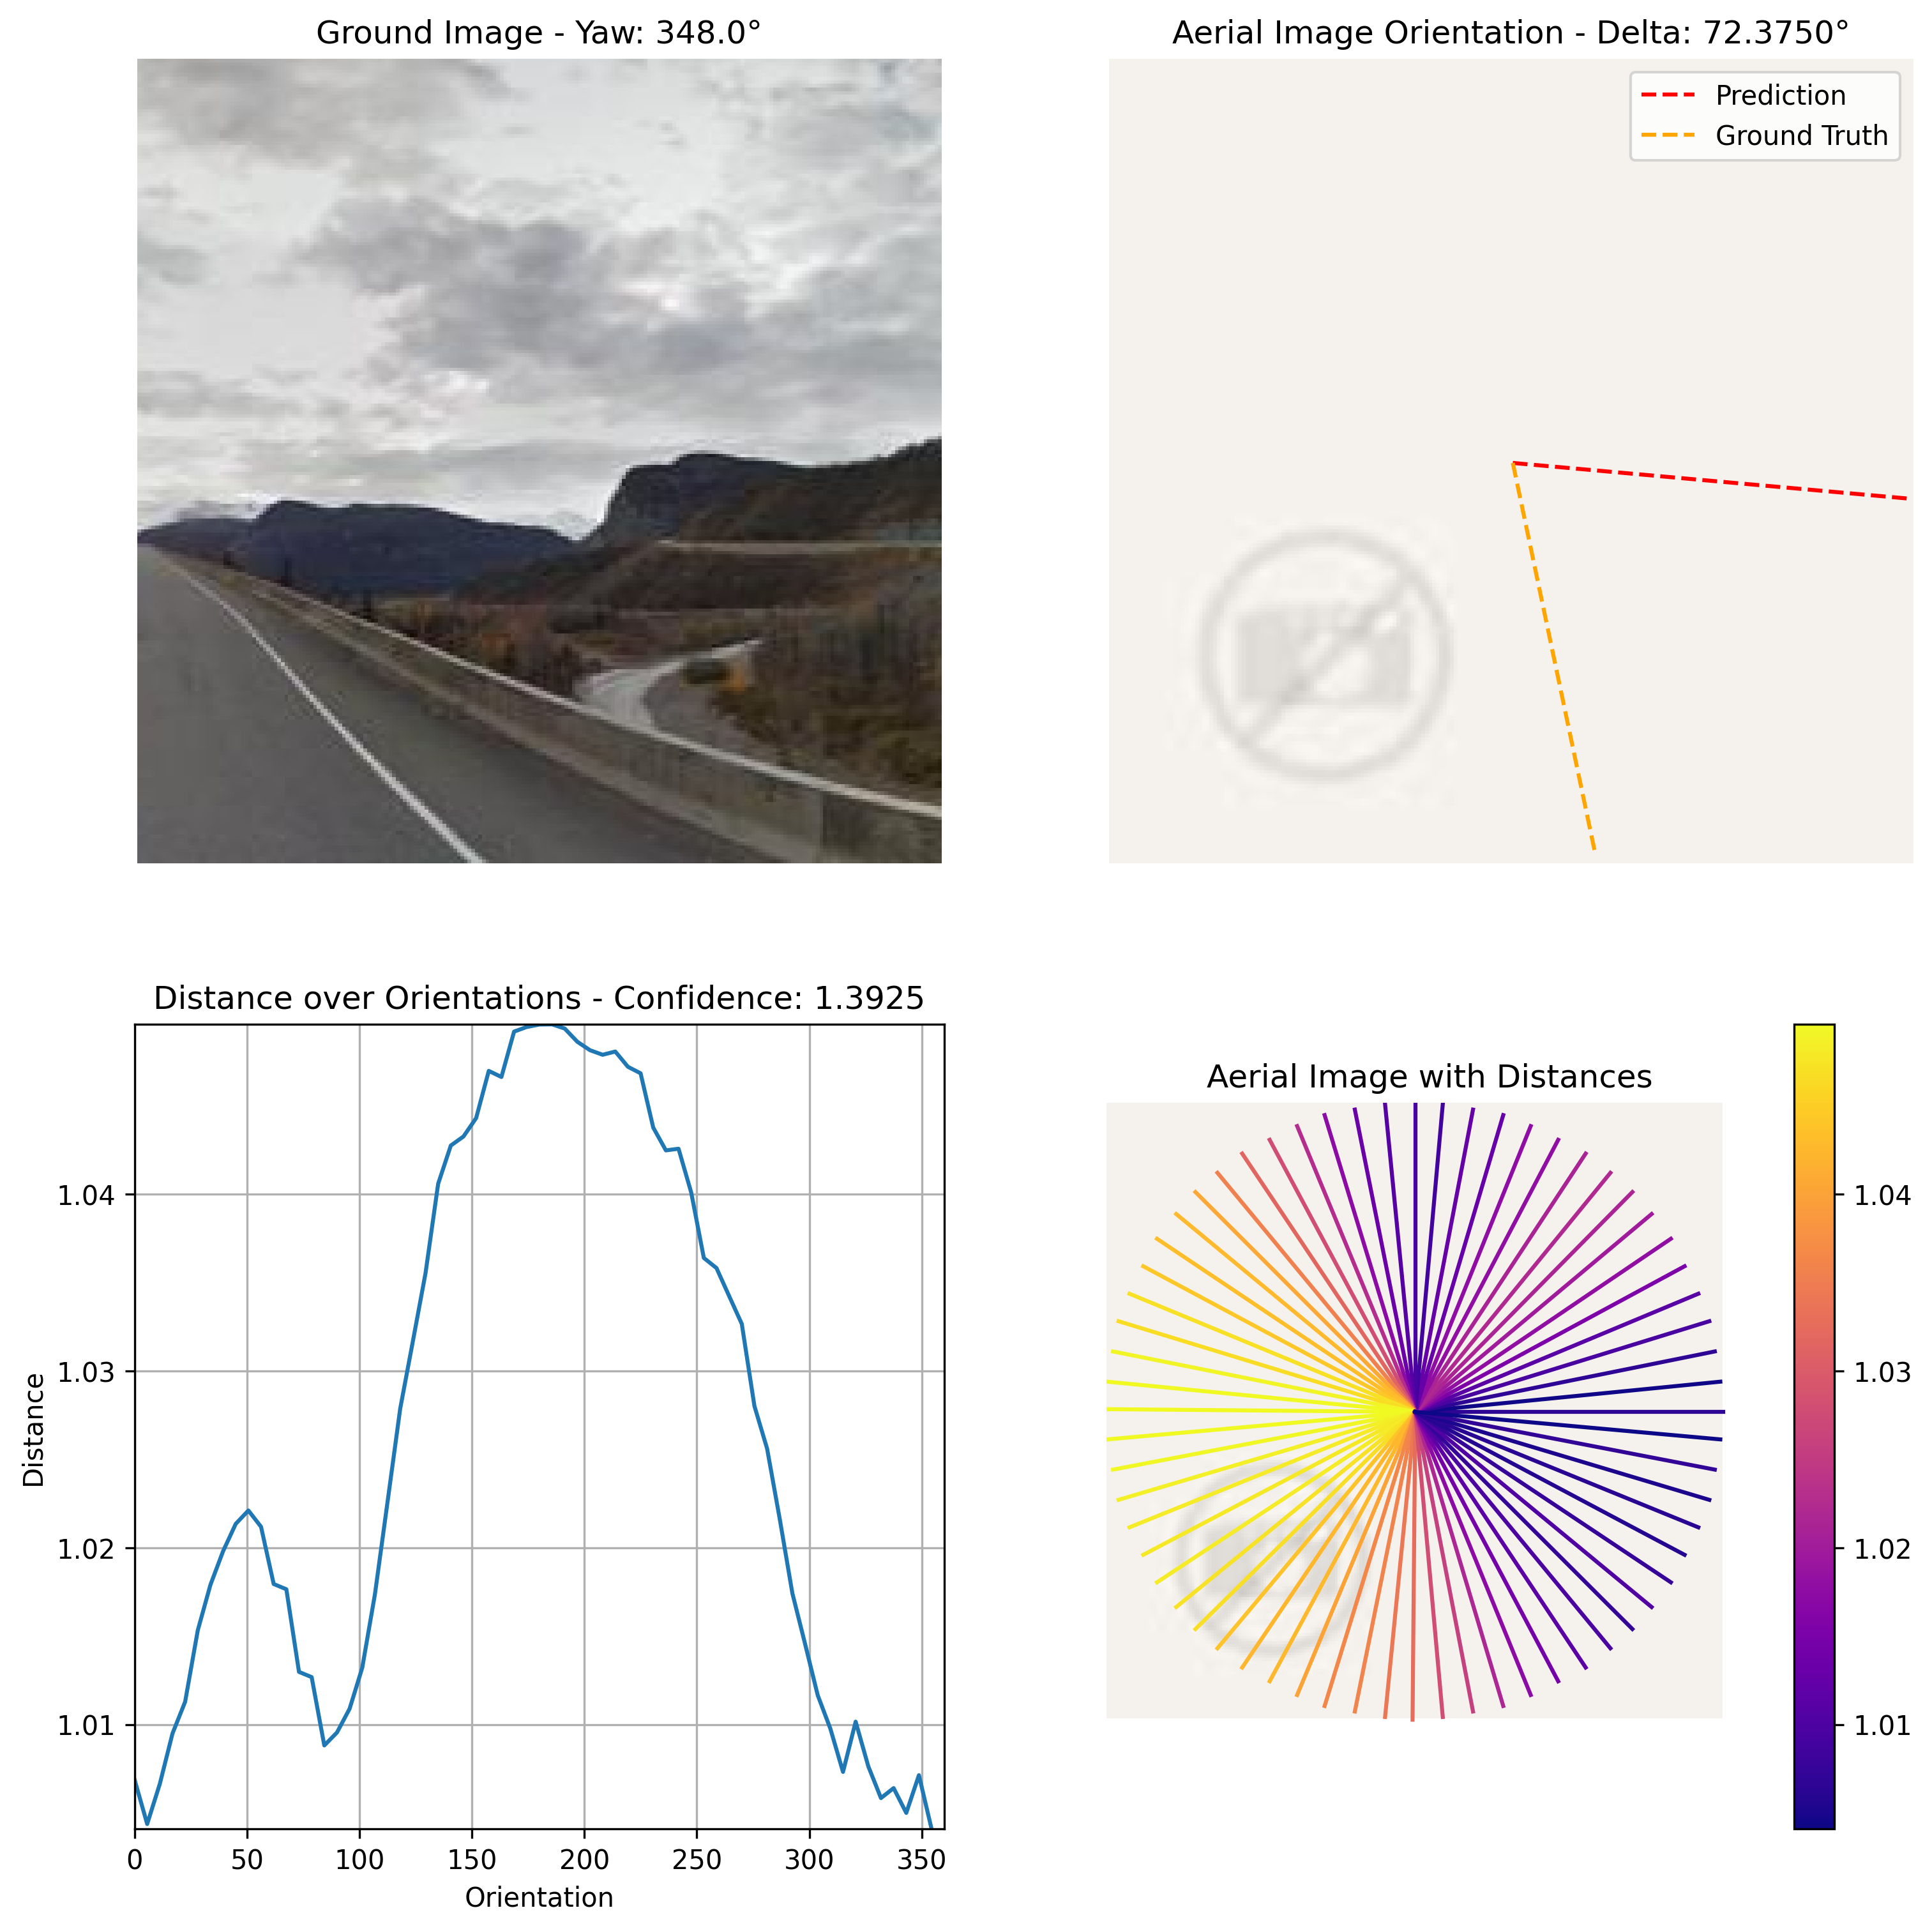 Ground Image - Yaw: 348.0°
Aerial Image Orientation - Delta: 72.3750°
Prediction
Ground Truth
Distance over Orientations - Confidence: 1.3925
1.04
1.03
1.02
1.01
Distance
0 50 100 150 200 250 300 350
Orientation
Aerial Image with Distances
1.04
1.03
1.02
1.01